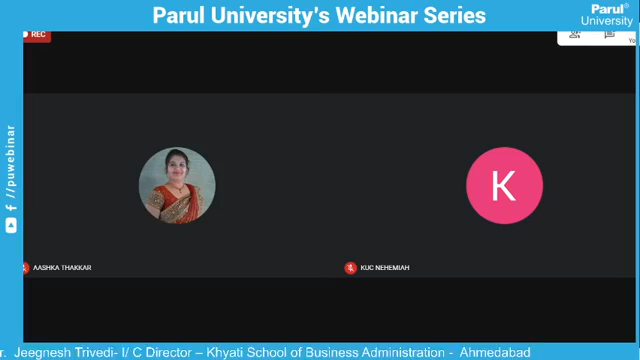 Parul University's Webinar Series
Parul®
University
REC
Yo
//puwebinar
K
AASHKA THAKKAR
KUC NEHEMIAH
r. Jeegnesh Trivedi- I/ C Director – Khyati School of Business Administration - Ahmedabad